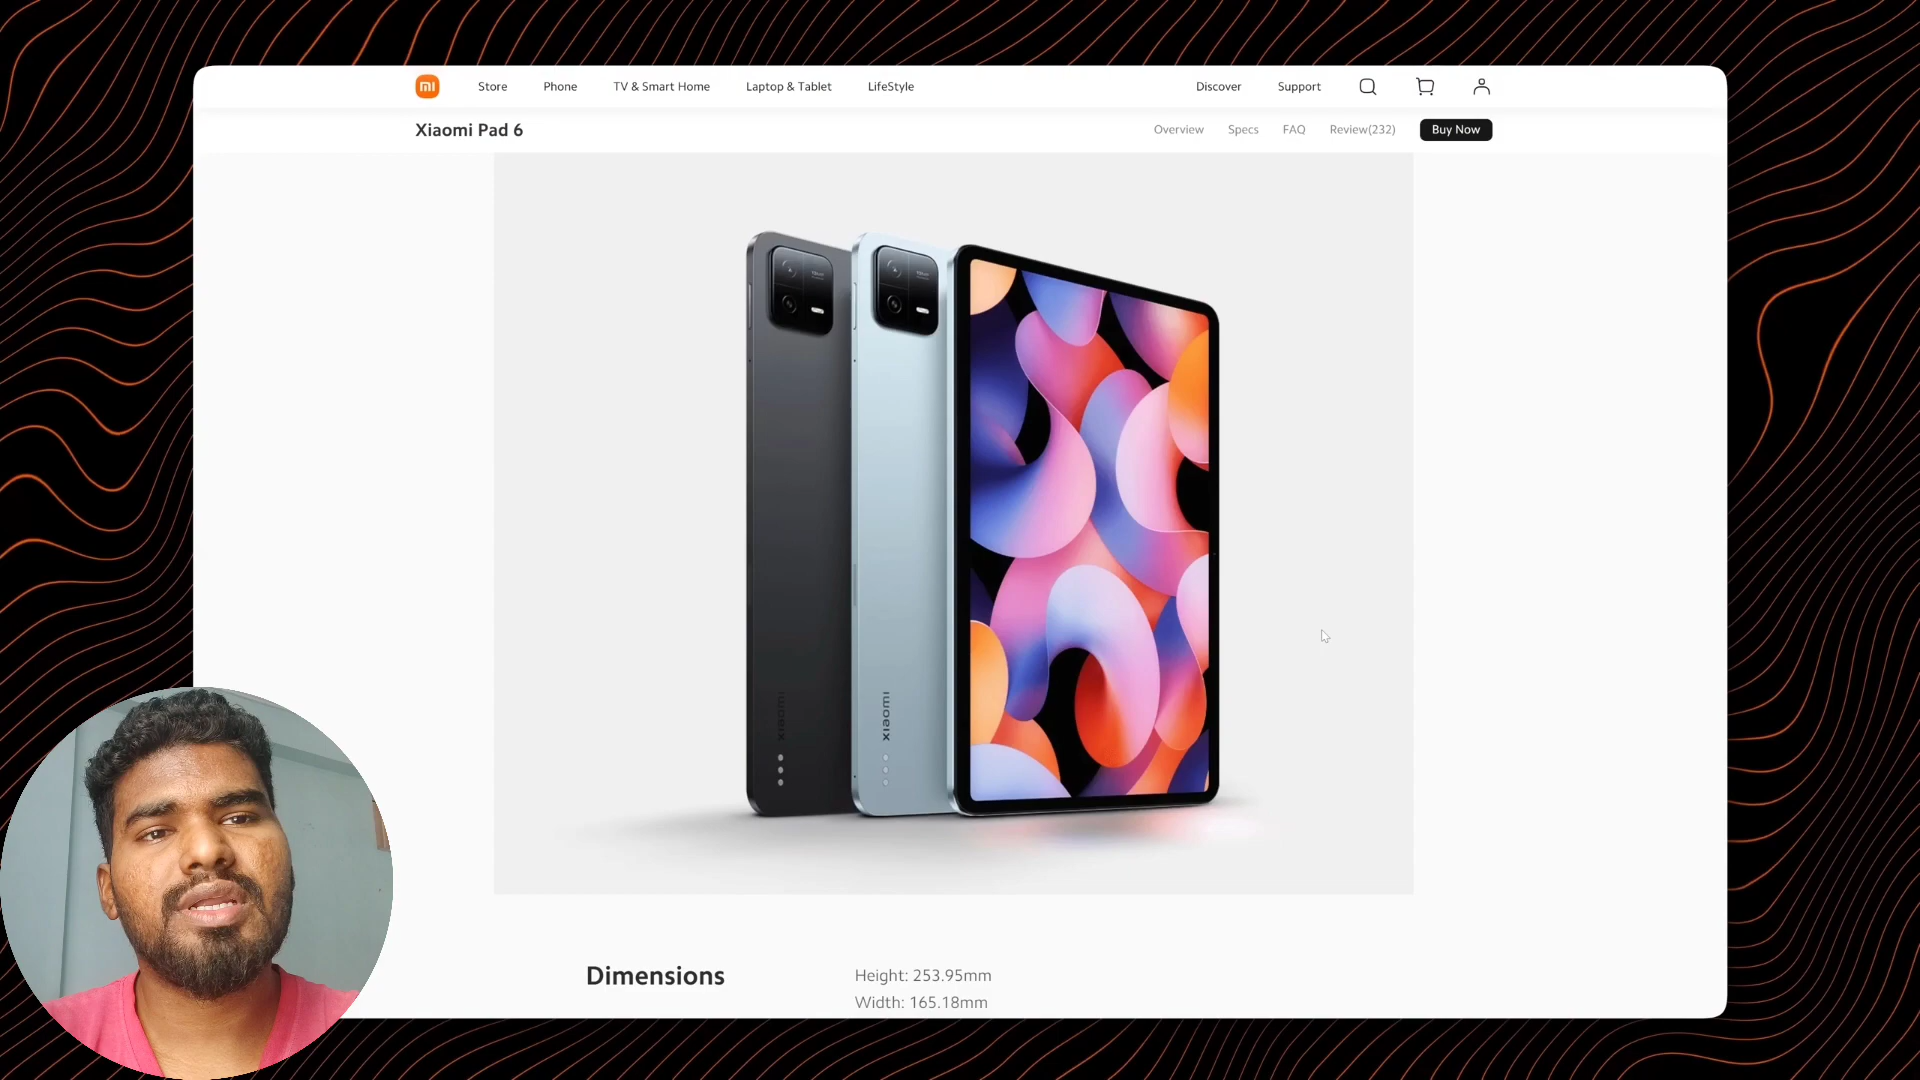 mi
Store Phone TV & Smart Home Laptop & Tablet LifeStyle Discover Support
Xiaomi Pad 6 Overview Specs FAQ Review(232) Buy Now
xiaomi
xiaomi
Dimensions Height: 253.95mm
Width: 165.18mm